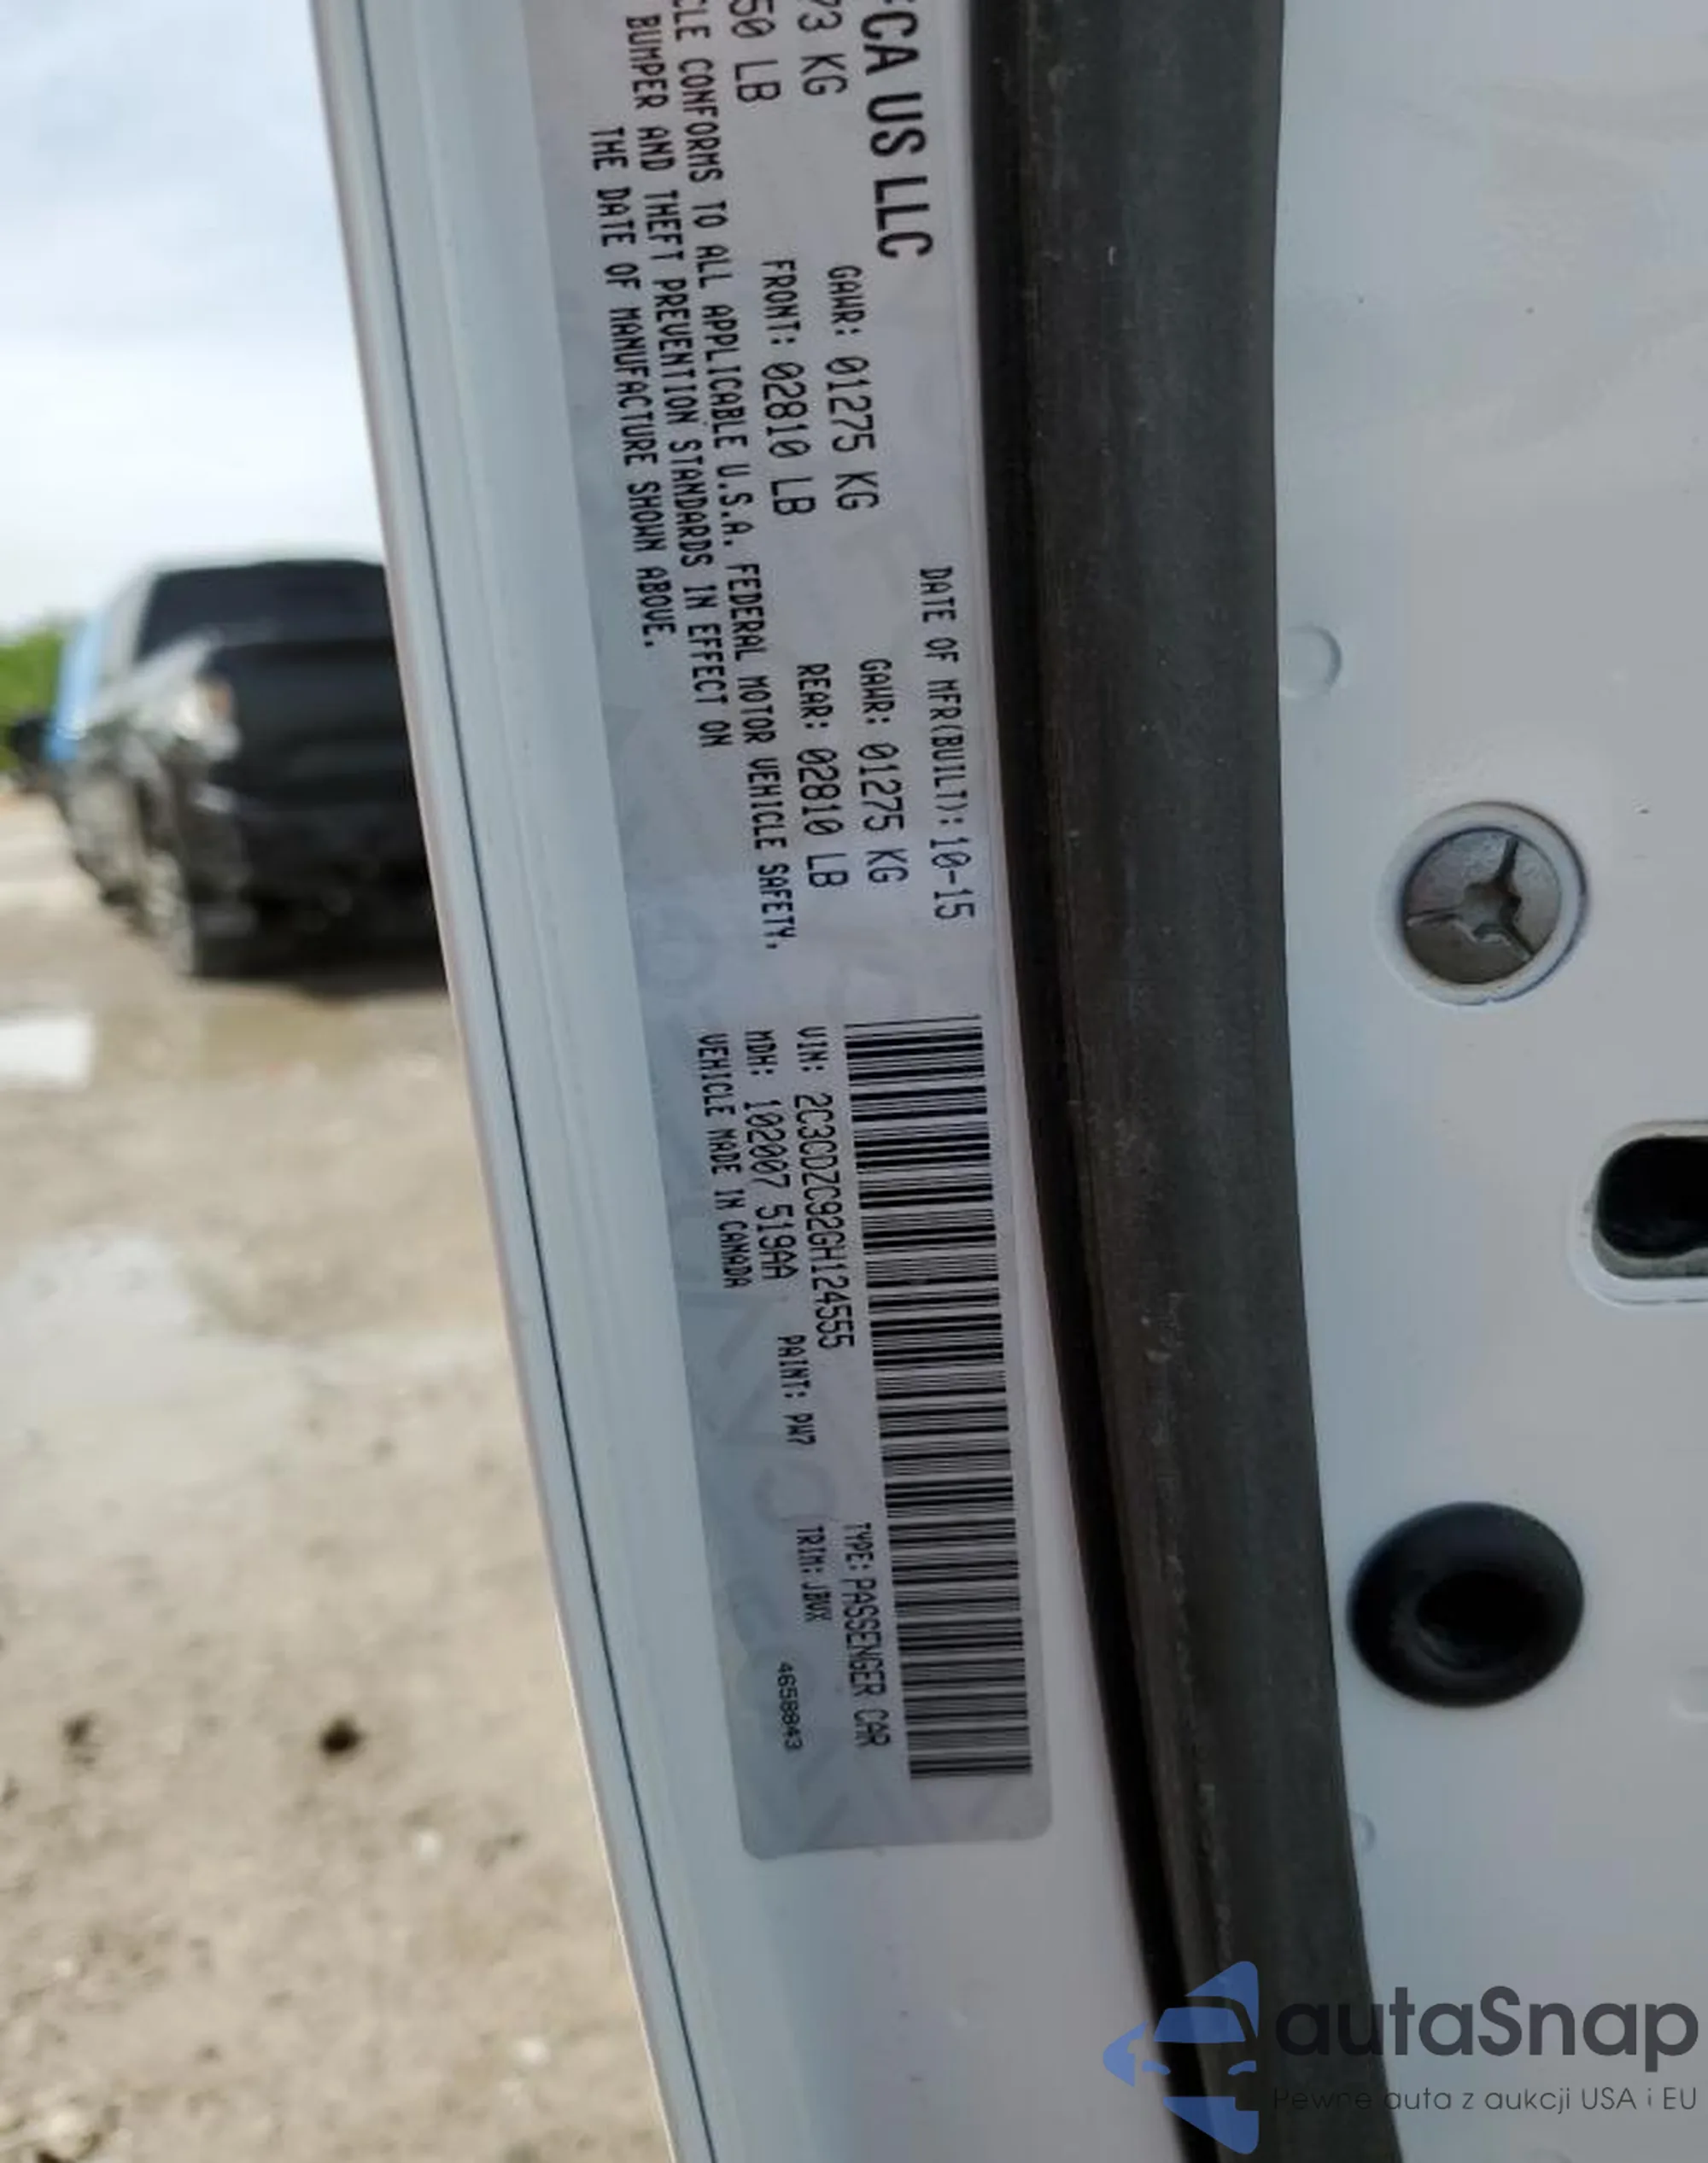 FCA US LLC
DATE OF MFR(BUILT): 10-15
73 KG
GAWR: 01275 KG
GAWR: 01275 KG
50 LB
FRONT: 02810 LB
REAR: 02810 LB
CLE CONFORMS TO ALL APPLICABLE U.S.A. FEDERAL MOTOR VEHICLE SAFETY,
BUMPER AND THEFT PREVENTION STANDARDS IN EFFECT ON
THE DATE OF MANUFACTURE SHOWN ABOVE.
VIN: 2C3CDZC92GH124555
TYPE: PASSENGER CAR
MDH: 102007 519AA
PAINT: PW7
TRIM: JBVX
VEHICLE MADE IN CANADA
4658843
autaSnap
Pewne auta z aukcji USA i EU